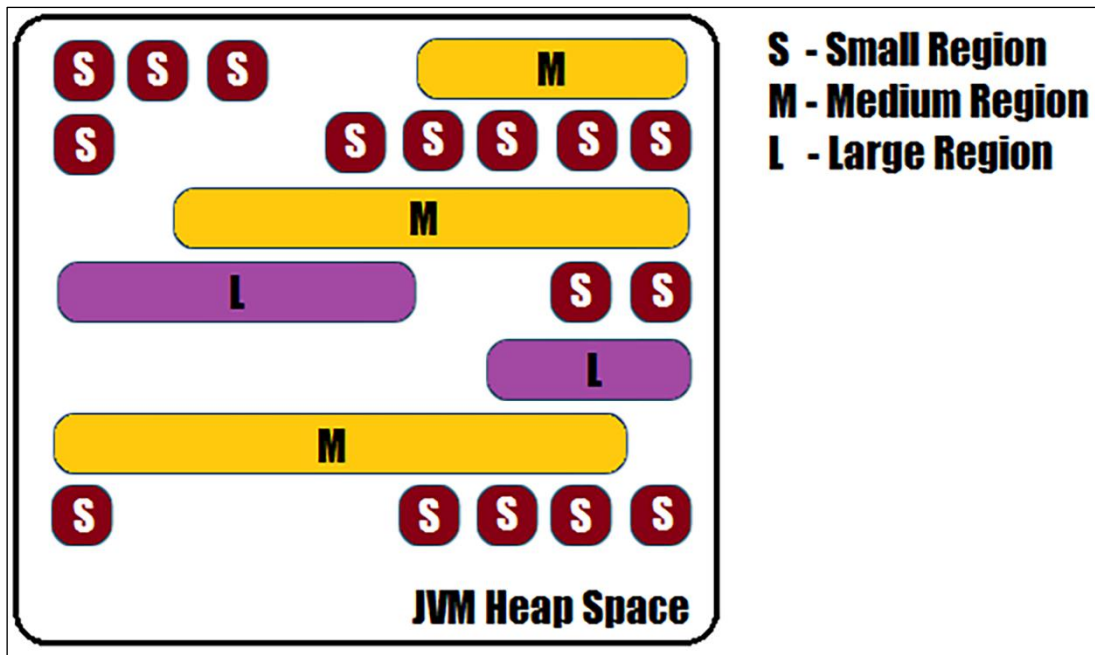 S S S M
S S S S S S
M
L S S
L
M
S S S S S
JVM Heap Space
S - Small Region
M - Medium Region
L - Large Region